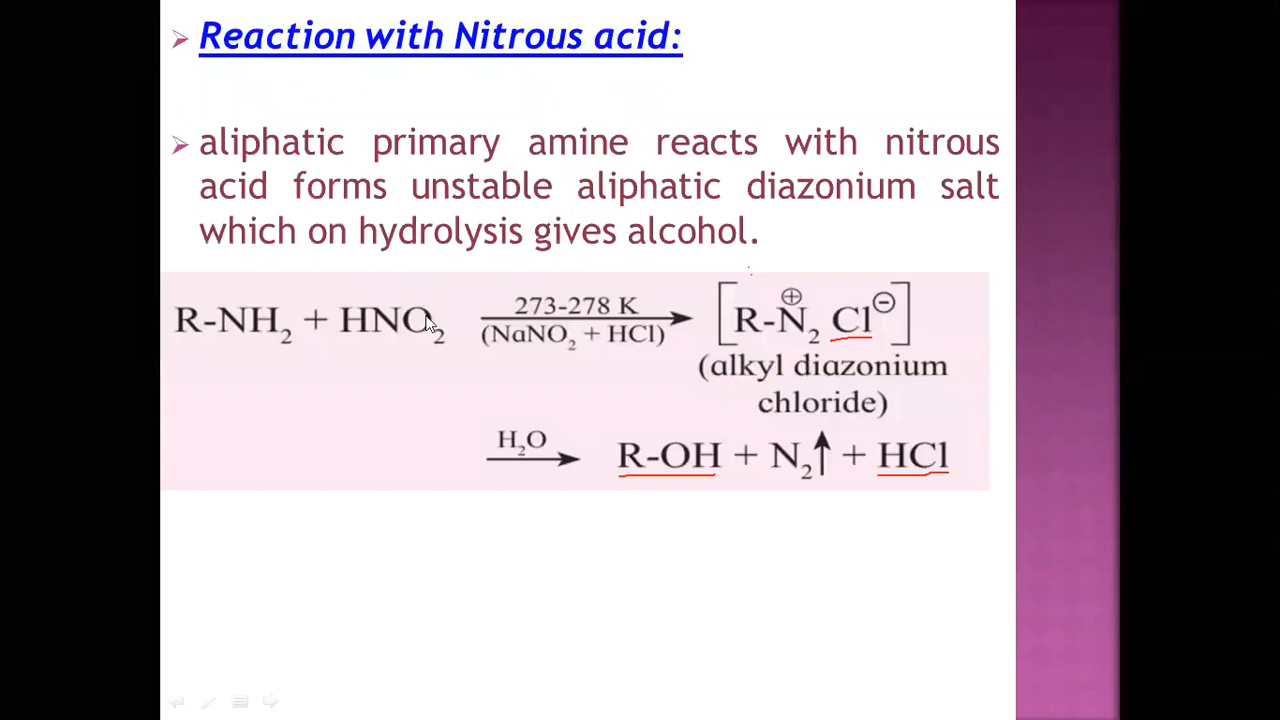 Reaction with Nitrous acid:
aliphatic primary amine reacts with nitrous
acid forms unstable aliphatic diazonium salt
which on hydrolysis gives alcohol.
R-NH₂ + HNO₂ 273-278 K (NaNO₂ + HCl) [R-N₂⊕ Cl⊖]
(alkyl diazonium
chloride)
H₂O R-OH + N₂↑ + HCl